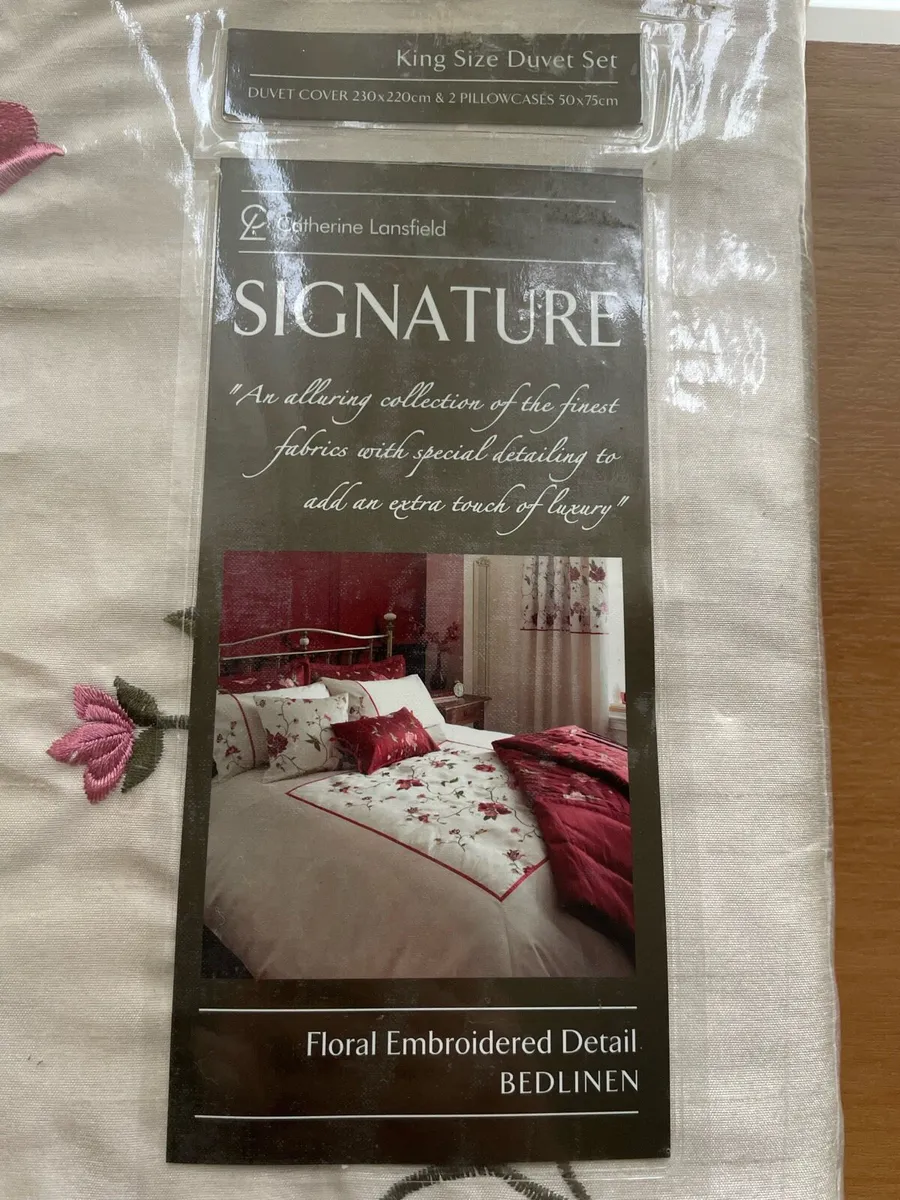 King Size Duvet Set
DUVET COVER 230x220cm & 2 PILLOWCASES 50x75cm
Catherine Lansfield
SIGNATURE
"An alluring collection of the finest
fabrics with special detailing to
add an extra touch of luxury"
Floral Embroidered Detail
BEDLINEN